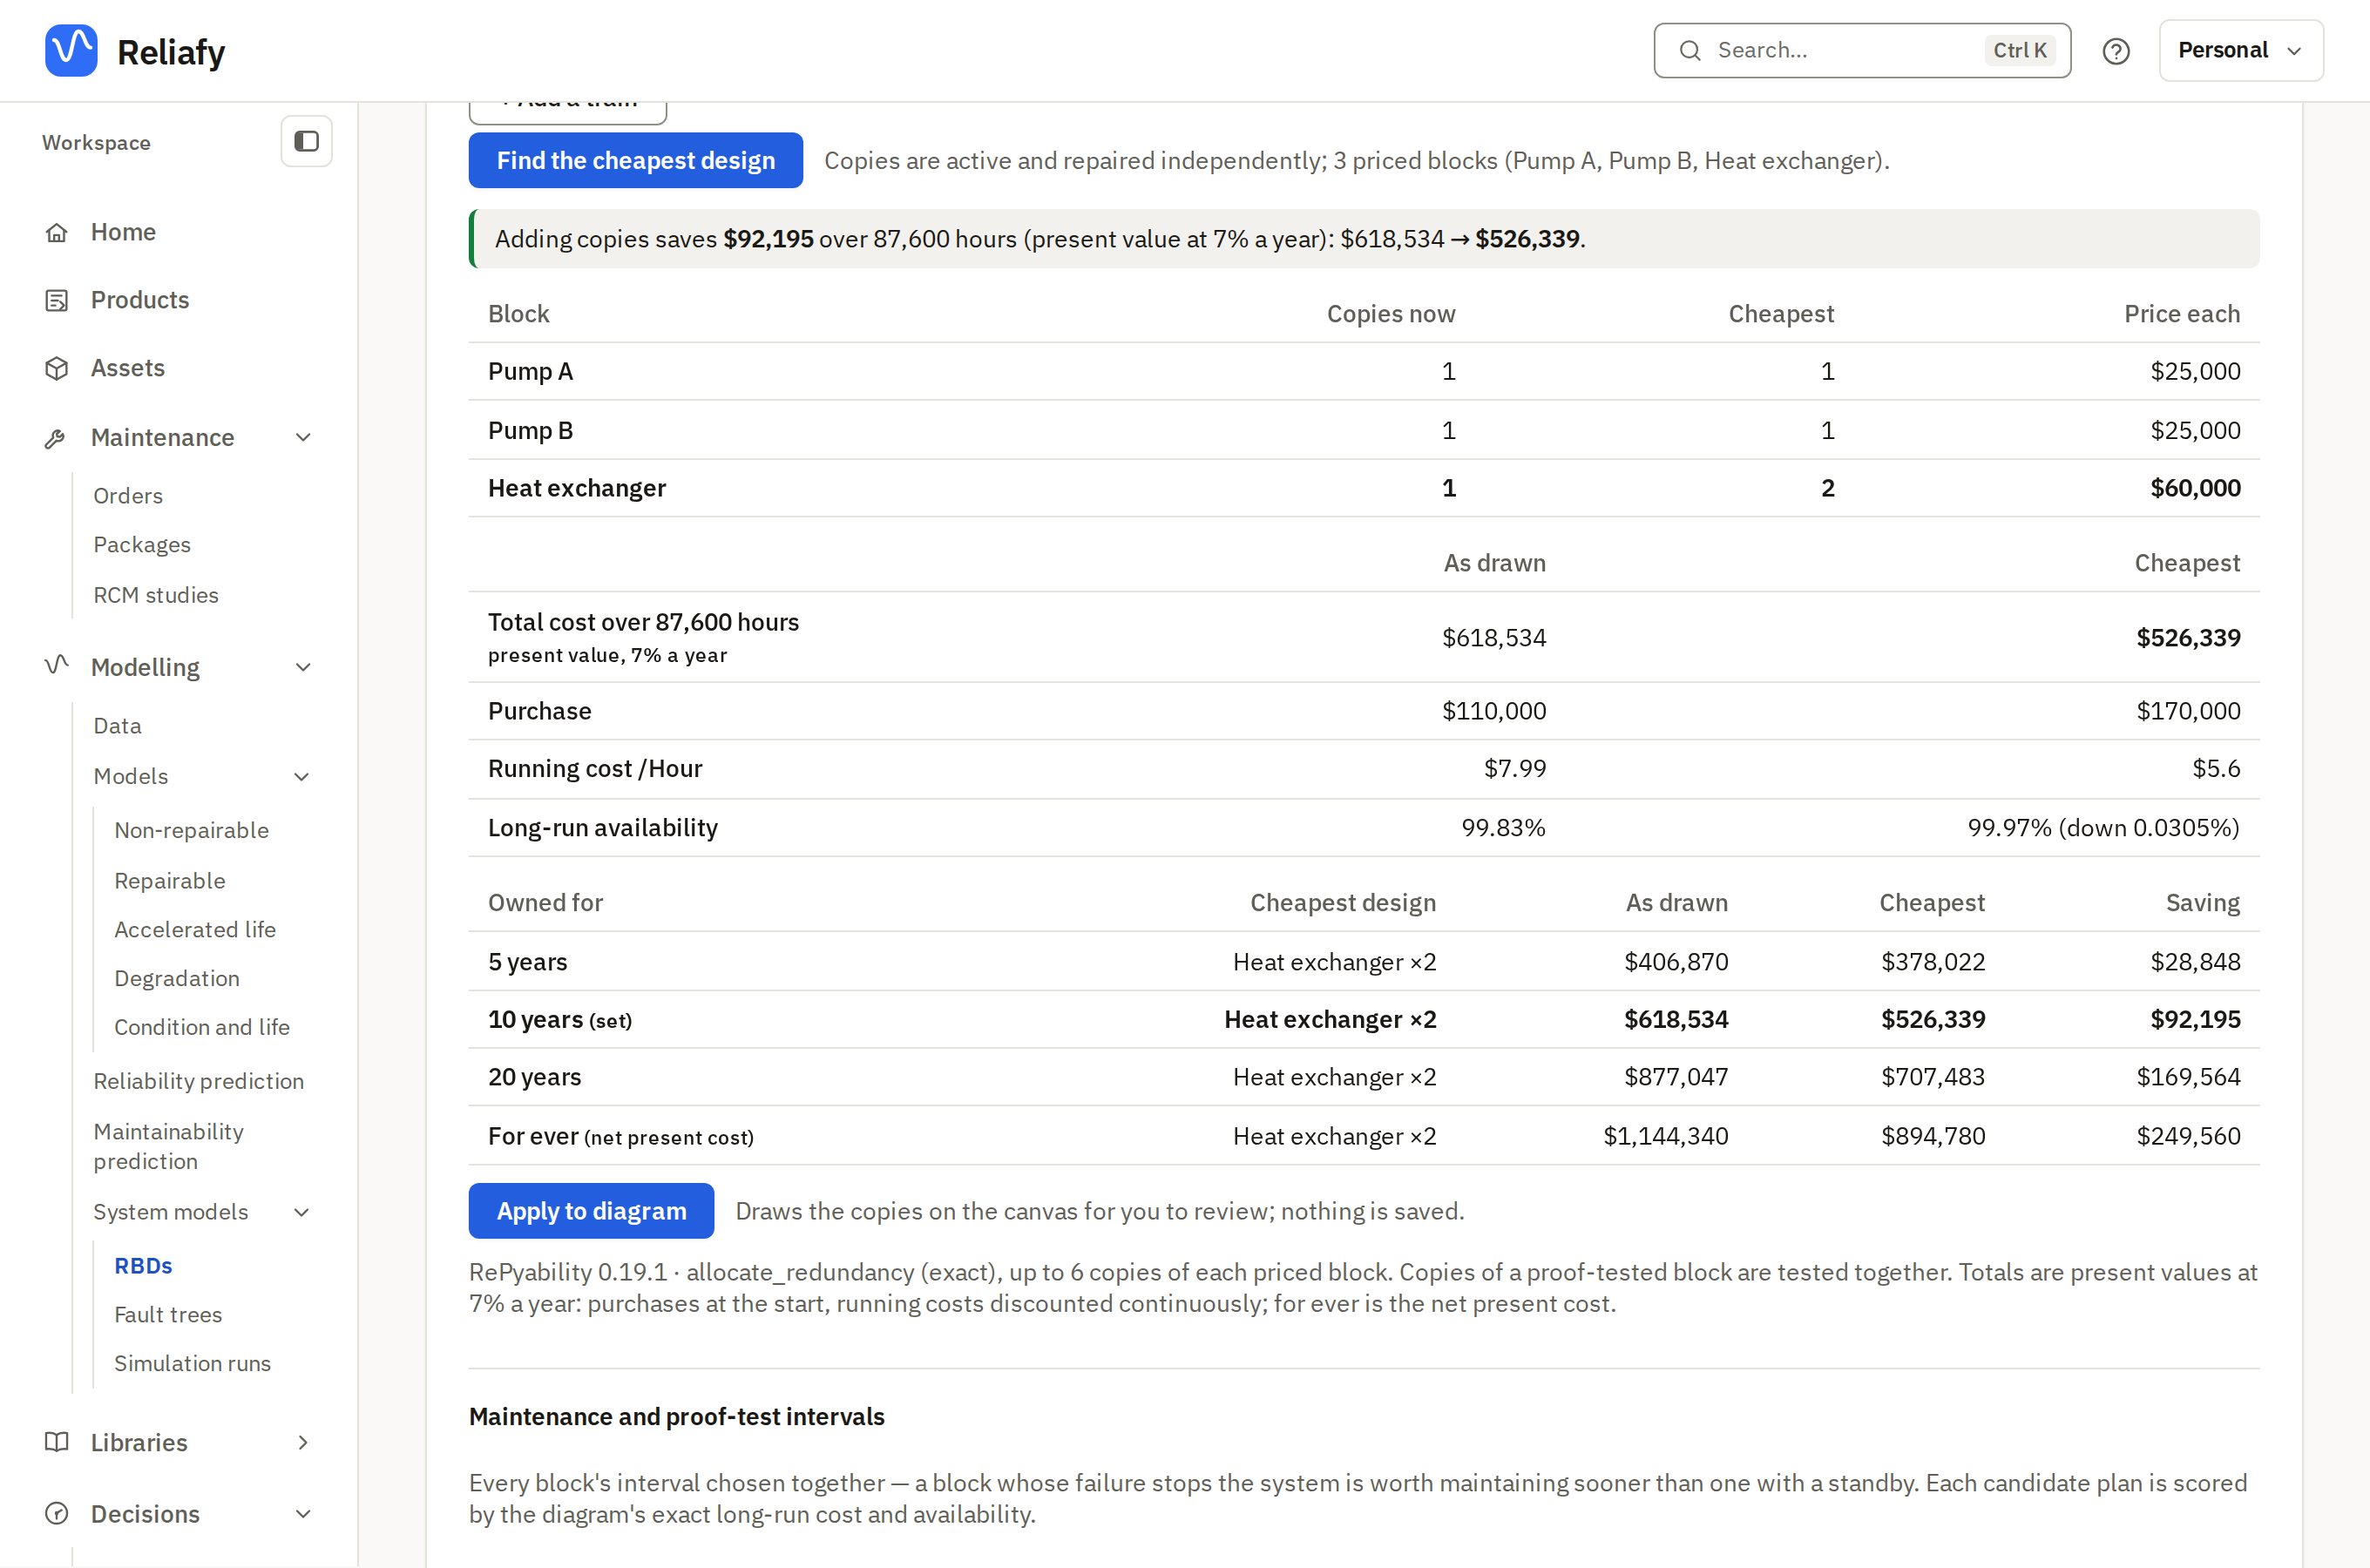 Reliafy
Search...
Ctrl K
Personal
Workspace
Home
Products
Assets
Maintenance
Orders
Packages
RCM studies
Modelling
Data
Models
Non-repairable
Repairable
Accelerated life
Degradation
Condition and life
Reliability prediction
Maintainability
prediction
System models
RBDs
Fault trees
Simulation runs
Libraries
Decisions
+ Add a train
Find the cheapest design
Copies are active and repaired independently; 3 priced blocks (Pump A, Pump B, Heat exchanger).
Adding copies saves $92,195 over 87,600 hours (present value at 7% a year): $618,534 → $526,339.
Block Copies now Cheapest Price each
Pump A 1 1 $25,000
Pump B 1 1 $25,000
Heat exchanger 1 2 $60,000
As drawn Cheapest
Total cost over 87,600 hours
present value, 7% a year
$618,534 $526,339
Purchase $110,000 $170,000
Running cost /Hour $7.99 $5.6
Long-run availability 99.83% 99.97% (down 0.0305%)
Owned for Cheapest design As drawn Cheapest Saving
5 years Heat exchanger ×2 $406,870 $378,022 $28,848
10 years (set) Heat exchanger ×2 $618,534 $526,339 $92,195
20 years Heat exchanger ×2 $877,047 $707,483 $169,564
For ever (net present cost) Heat exchanger ×2 $1,144,340 $894,780 $249,560
Apply to diagram
Draws the copies on the canvas for you to review; nothing is saved.
RePyability 0.19.1 · allocate_redundancy (exact), up to 6 copies of each priced block. Copies of a proof-tested block are tested together. Totals are present values at
7% a year: purchases at the start, running costs discounted continuously; for ever is the net present cost.
Maintenance and proof-test intervals
Every block's interval chosen together — a block whose failure stops the system is worth maintaining sooner than one with a standby. Each candidate plan is scored
by the diagram's exact long-run cost and availability.